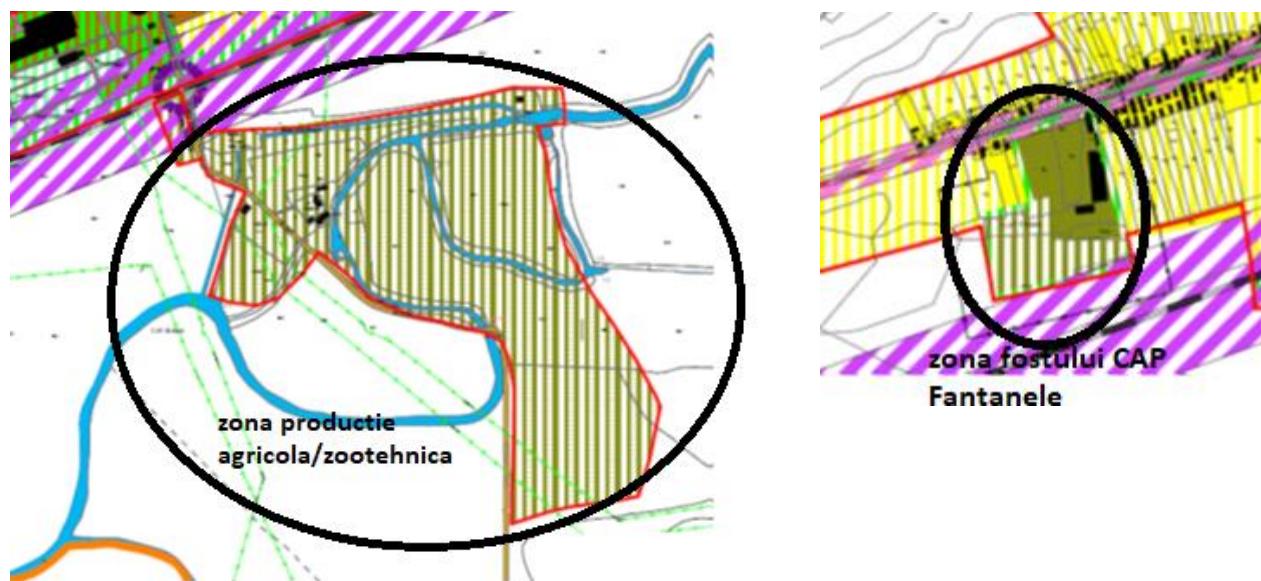 zona productie
agricola/zootehnica
zona fostului CAP
Fantanele